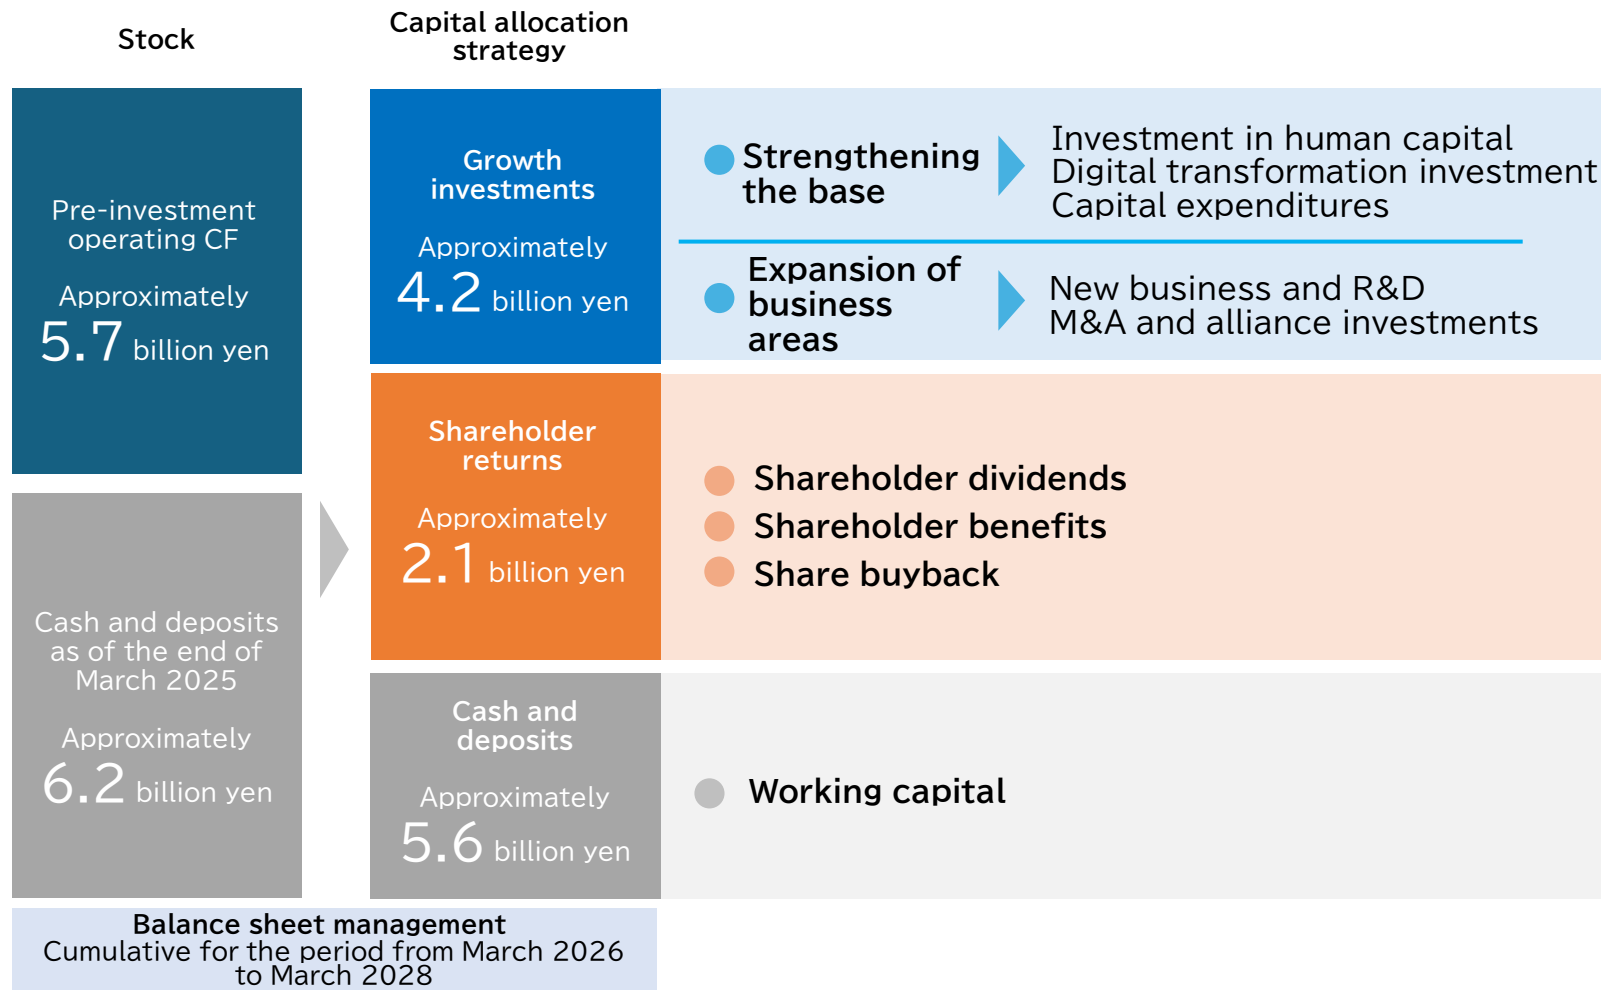 Stock
Capital allocation
strategy
Pre-investment
operating CF
Approximately
5.7 billion yen
Cash and deposits
as of the end of
March 2025
Approximately
6.2 billion yen
Growth
investments
Approximately
4.2 billion yen
Strengthening
the base
Investment in human capital
Digital transformation investment
Capital expenditures
Expansion of
business
areas
New business and R&D
M&A and alliance investments
Shareholder
returns
Approximately
2.1 billion yen
Shareholder dividends
Shareholder benefits
Share buyback
Cash and
deposits
Approximately
5.6 billion yen
Working capital
Balance sheet management
Cumulative for the period from March 2026
to March 2028